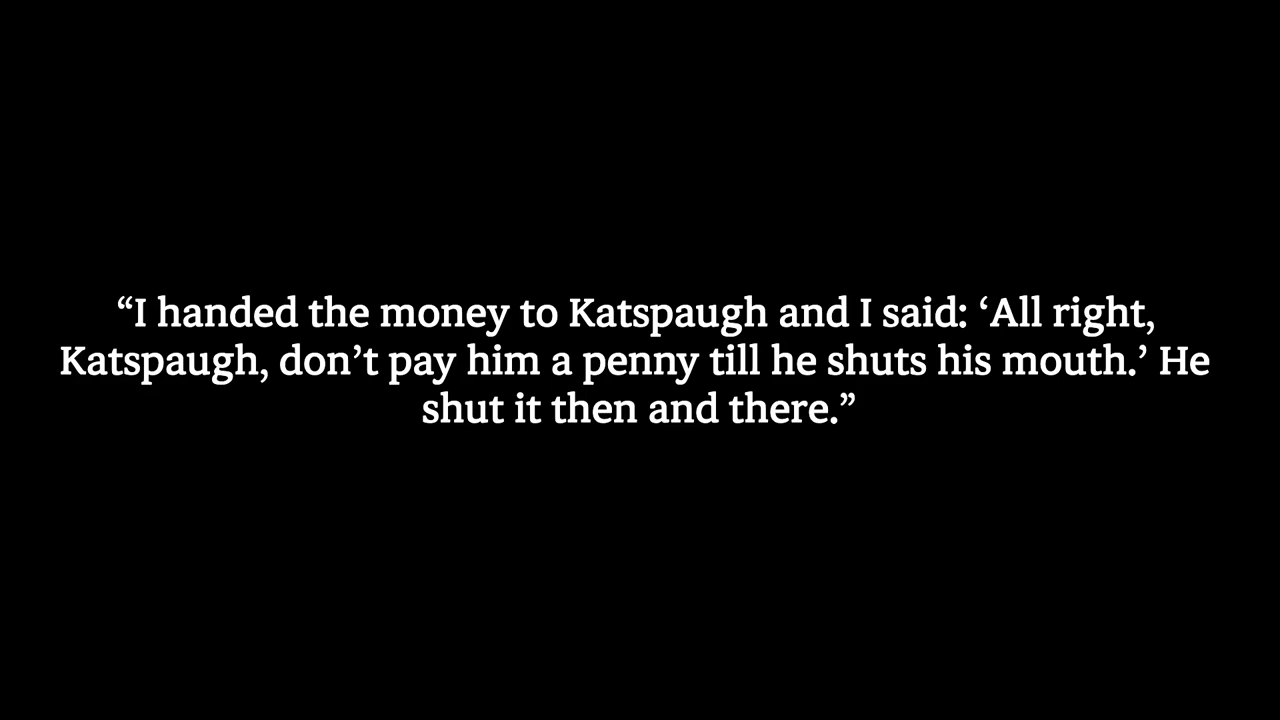 “I handed the money to Katspaugh and I said: ‘All right,
Katspaugh, don’t pay him a penny till he shuts his mouth.’ He
shut it then and there.”